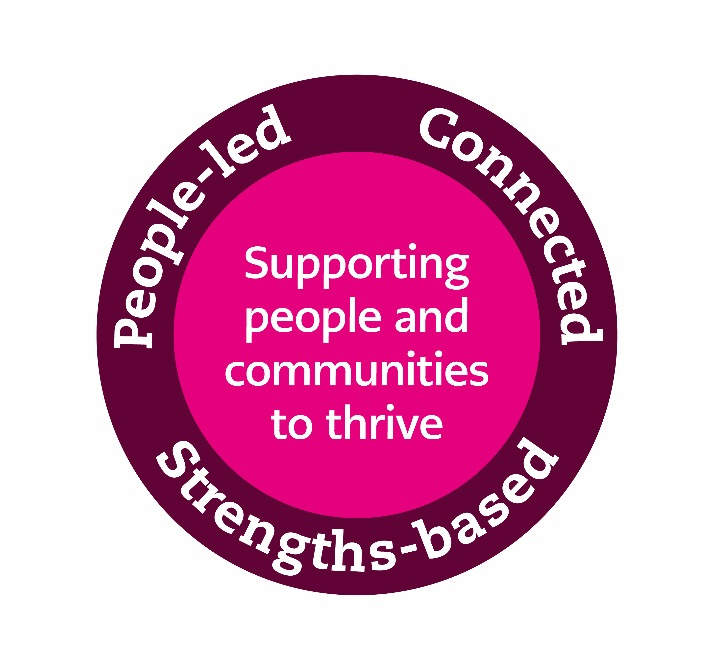 People-led
Connected
Supporting
people and
communities
to thrive
Strengths-based